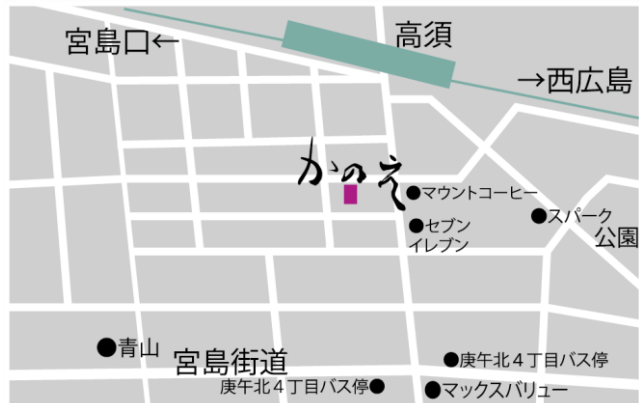 高須
宮島口←
→西広島
かのえ
マウントコーヒー
スパーク
セブン
イレブン
公園
青山
宮島街道
庚午北4丁目バス停
庚午北4丁目バス停
マックスバリュー